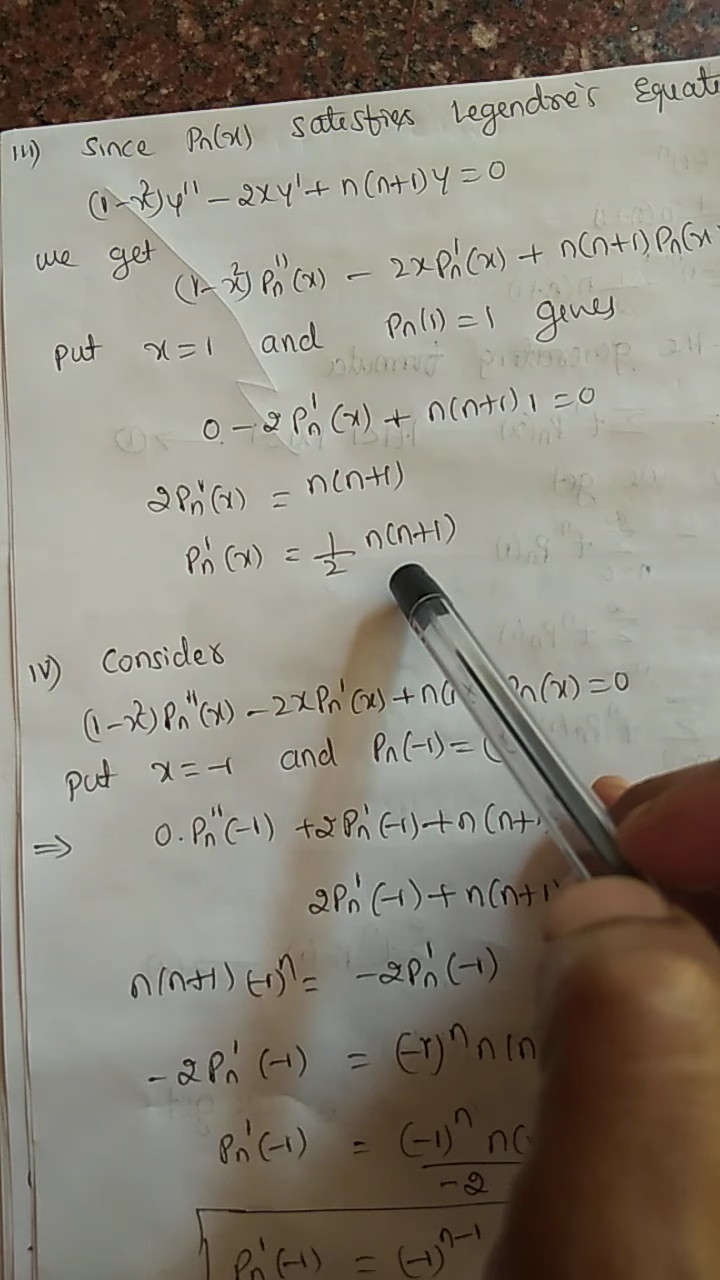 III) Since Pn(x) satesfies Legendre's Equat
(1-x²)y'' - 2xy' + n(n+1)y = 0
we get
(1-x²) Pn''(x) - 2xPn'(x) + n(n+1) Pn(x
put x=1 and Pn(1) = 1 gives
0 - 2Pn'(x) + n(n+1) 1 = 0
2Pn'(x) = n(n+1)
Pn'(x) = 1/2 n(n+1)
IV) Consider
(1-x²)Pn''(x) - 2xPn'(x) + n( Pn(x) = 0
put x = -1 and Pn(-1) = (
⇒ 0.Pn''(-1) + 2Pn'(-1) + n(n+
2Pn'(-1) + n(n+1
n(n+1) (-1)ⁿ = -2Pn'(-1)
-2Pn'(-1) = (-1)ⁿ n(n
Pn'(-1) = (-1)ⁿ n( / -2
Pn'(-1) = (-1)ⁿ⁻¹